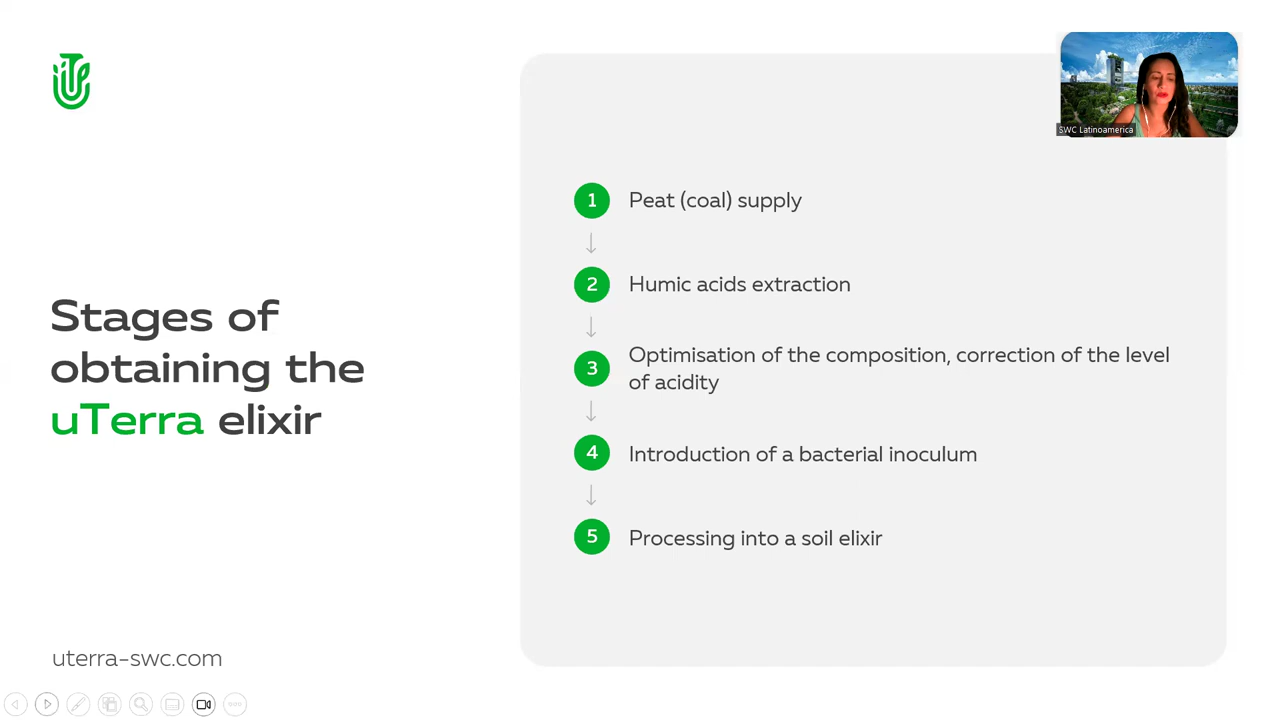 SWC Latinoamerica
1 Peat (coal) supply
2 Humic acids extraction
3 Optimisation of the composition, correction of the level
of acidity
4 Introduction of a bacterial inoculum
5 Processing into a soil elixir
Stages of
obtaining the
uTerra elixir
uterra-swc.com